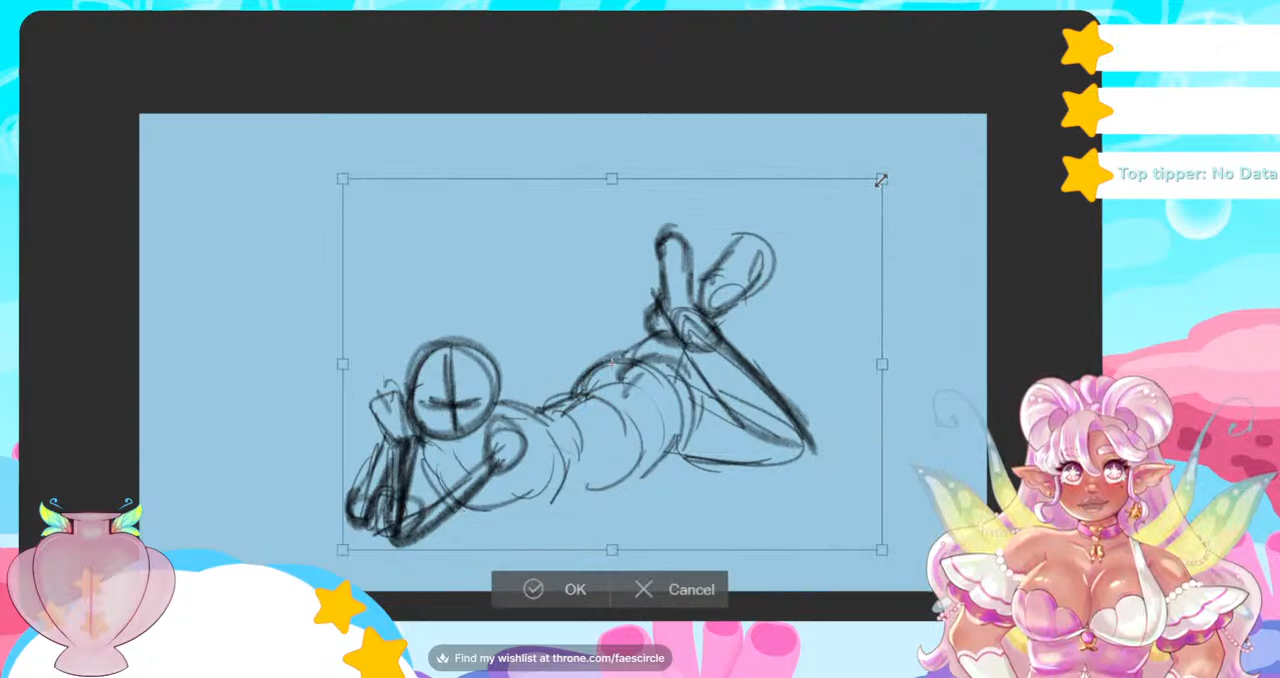 Top tipper: No Data
OK
Cancel
Find my wishlist at throne.com/faescircle